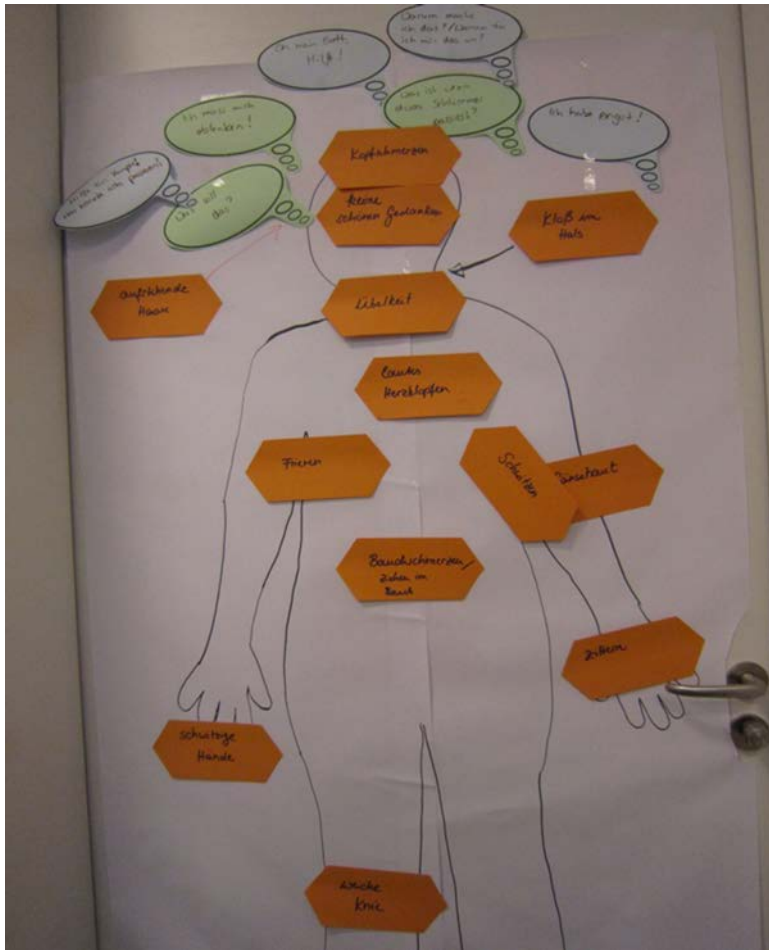 Oh mein Gott,
Hilfe!
Warum mache
ich das? / Warum tu
ich mir das an?
Ich muss mich
Was ist wenn
etwas Schlimmes
passiert?
Ich habe Angst!
Was soll
das?
Kopfschmerzen
keine
schönen Gedanken
Kloß im
Hals
aufstehende
Haare
Übelkeit
lautes
Herzklopfen
Frieren
Schwitzen
Gänsehaut
Bauchschmerzen/
ziehen im
Bauch
Zittern
schwitzige
Hände
weiche
Knie